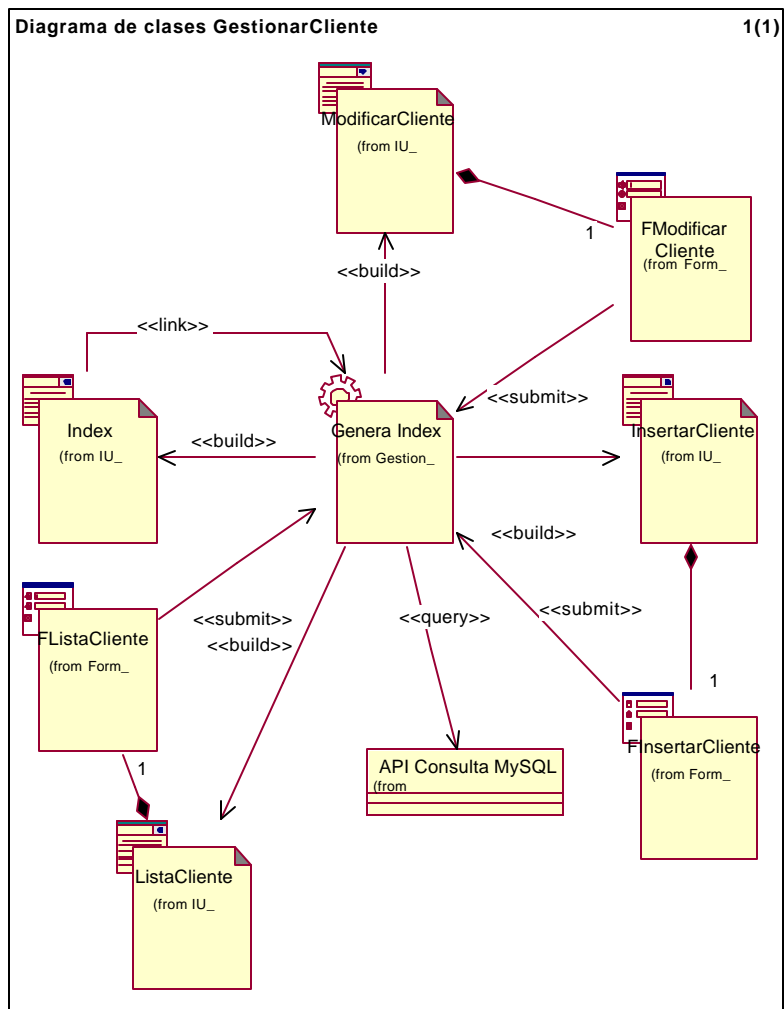 Diagrama de clases GestionarCliente 1(1)
ModificarCliente
(from IU_
FModificar
Cliente
(from Form_
1
<<build>>
<<link>>
<<submit>>
Index
(from IU_
<<build>>
Genera Index
(from Gestion_
InsertarCliente
(from IU_
<<build>>
FListaCliente
(from Form_
<<submit>>
<<build>>
<<query>>
<<submit>>
1
1
API Consulta MySQL
(from
FInsertarCliente
(from Form_
ListaCliente
(from IU_